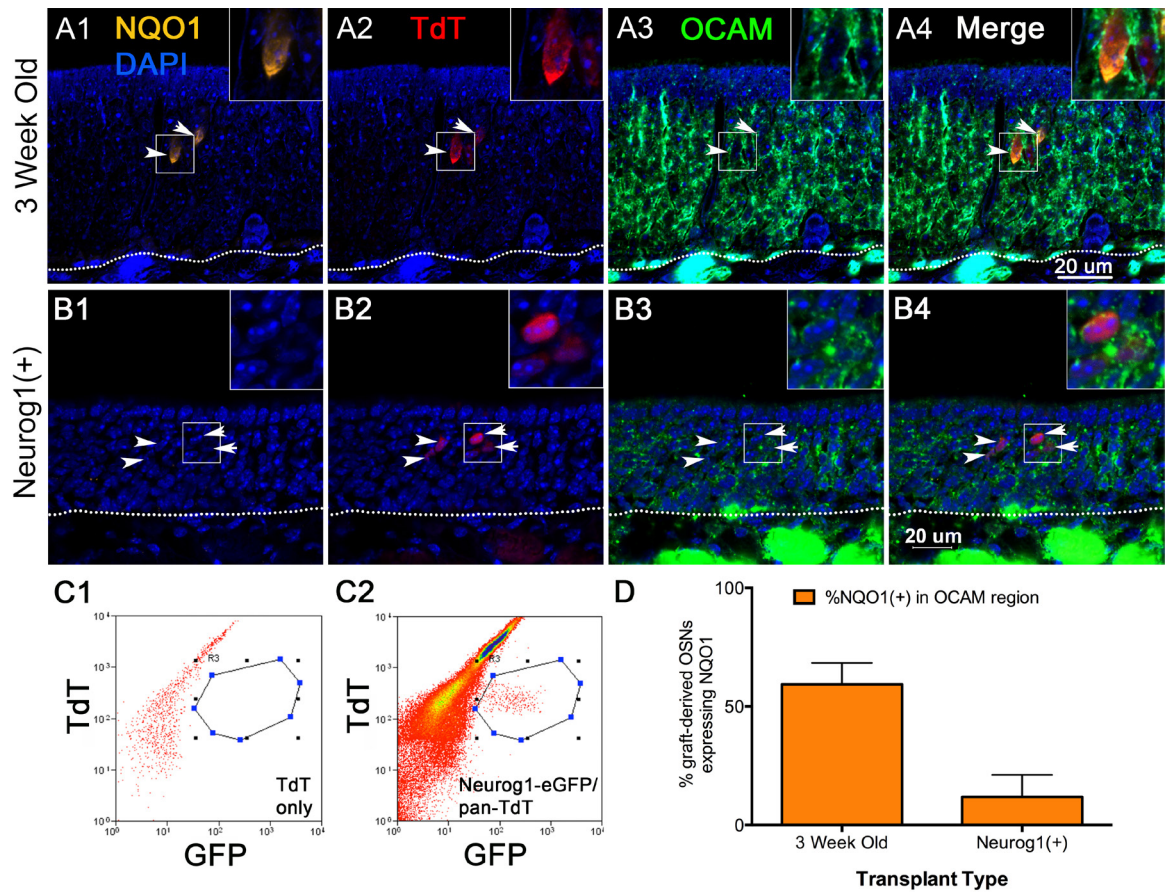 A1 NQO1
DAPI
A2 TdT
A3 OCAM
A4 Merge
3 Week Old
20 um
B1
B2
B3
B4
Neurog1(+)
20 um
C1
TdT
10⁴
10³
10²
10¹
10⁰
R3
TdT
only
10⁰ 10¹ 10² 10³ 10⁴
GFP
C2
TdT
10⁴
10³
10²
10¹
10⁰
R3
Neurog1-eGFP/
pan-TdT
10⁰ 10¹ 10² 10³ 10⁴
GFP
D
% graft-derived OSNs
expressing NQO1
100
50
0
%NQO1(+) in OCAM region
3 Week Old Neurog1(+)
Transplant Type